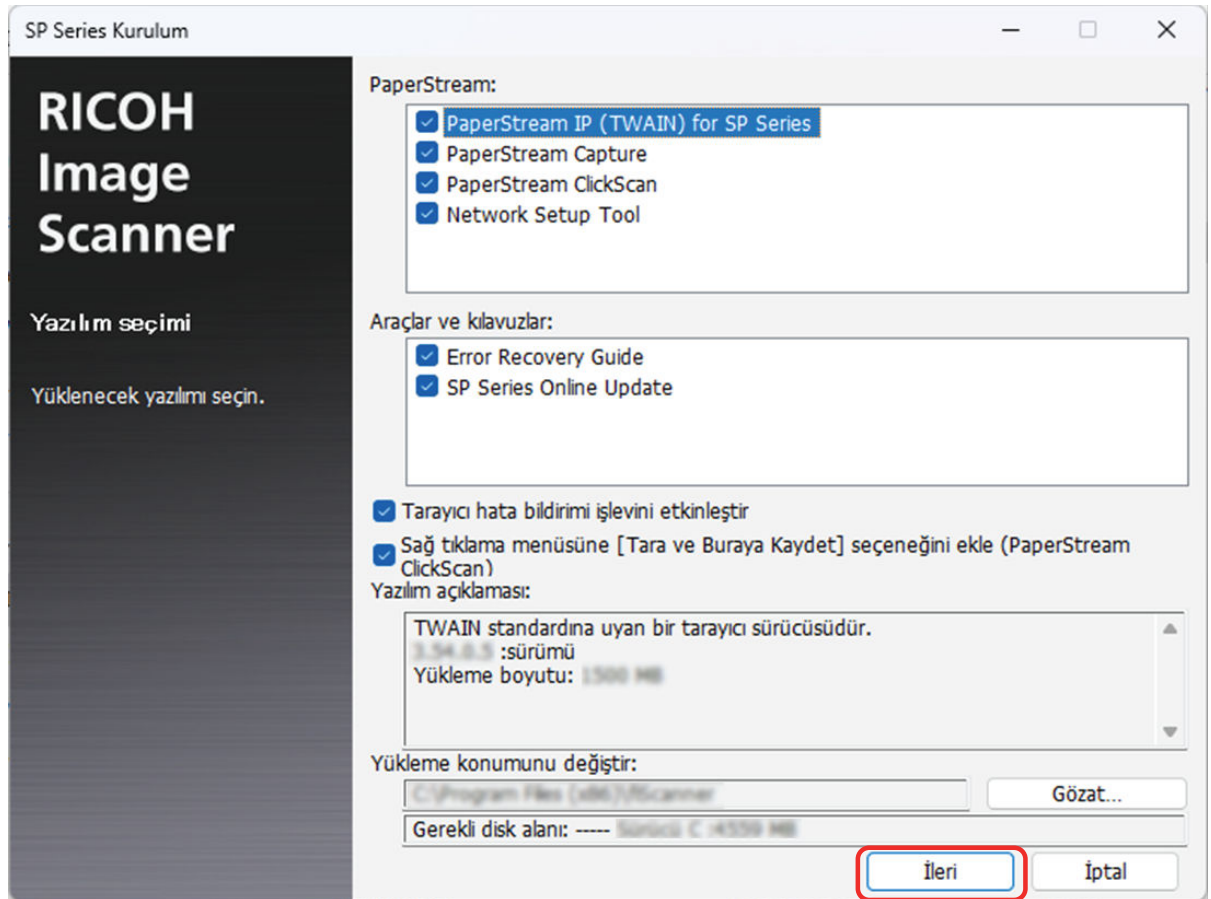 SP Series Kurulum
RICOH
Image
Scanner
Yazılım seçimi
Yüklenecek yazılımı seçin.
PaperStream:
PaperStream IP (TWAIN) for SP Series
PaperStream Capture
PaperStream ClickScan
Network Setup Tool
Araçlar ve kılavuzlar:
Error Recovery Guide
SP Series Online Update
Tarayıcı hata bildirimi işlevini etkinleştir
Sağ tıklama menüsüne [Tara ve Buraya Kaydet] seçeneğini ekle (PaperStream
ClickScan)
Yazılım açıklaması:
TWAIN standardına uyan bir tarayıcı sürücüsüdür.
:sürümü
Yükleme boyutu:
Yükleme konumunu değiştir:
Gözat...
Gerekli disk alanı: -----
İleri
İptal